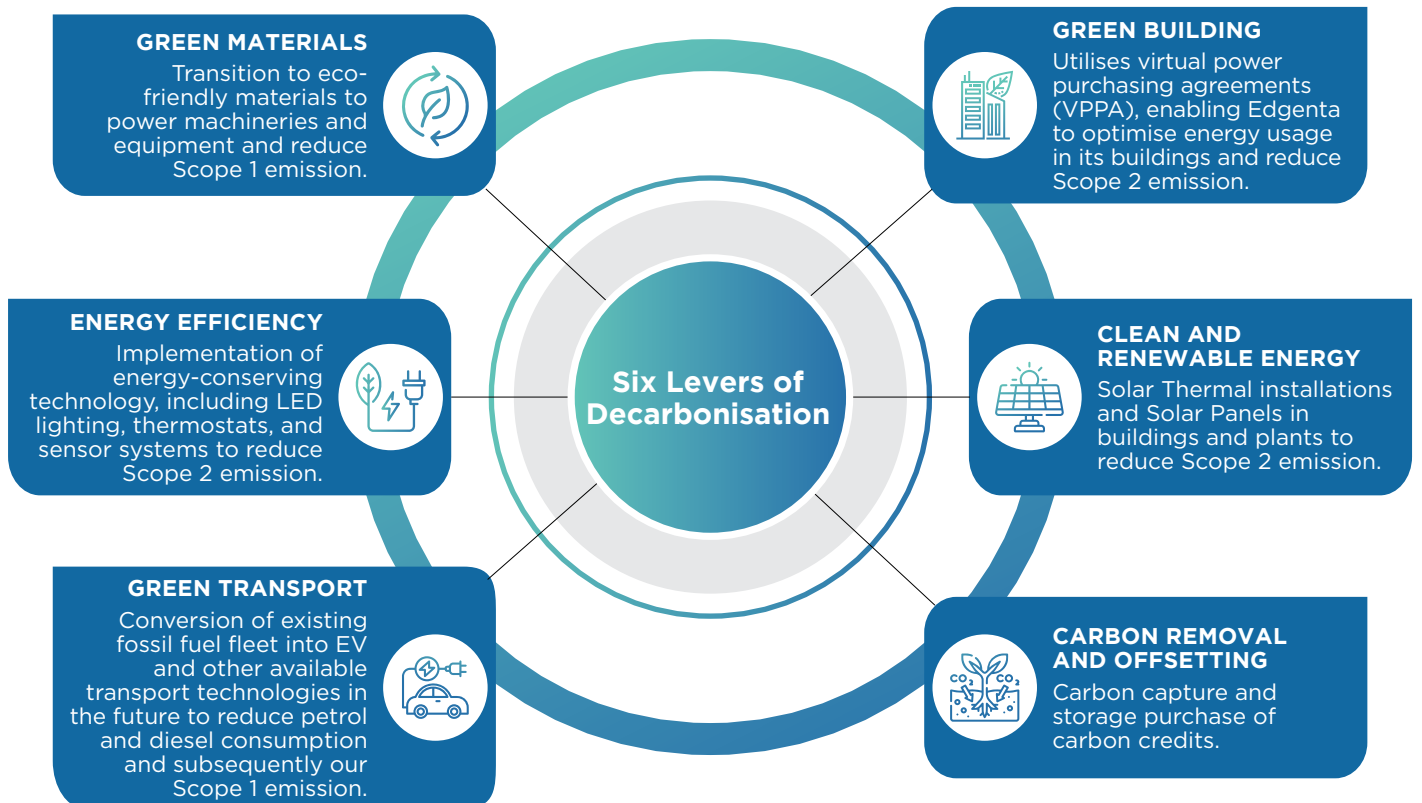 GREEN MATERIALS
Transition to eco-
friendly materials to
power machineries and
equipment and reduce
Scope 1 emission.
GREEN BUILDING
Utilises virtual power
purchasing agreements
(VPPA), enabling Edgenta
to optimise energy usage
in its buildings and reduce
Scope 2 emission.
ENERGY EFFICIENCY
Implementation of
energy-conserving
technology, including LED
lighting, thermostats, and
sensor systems to reduce
Scope 2 emission.
Six Levers of
Decarbonisation
CLEAN AND
RENEWABLE ENERGY
Solar Thermal installations
and Solar Panels in
buildings and plants to
reduce Scope 2 emission.
GREEN TRANSPORT
Conversion of existing
fossil fuel fleet into EV
and other available
transport technologies in
the future to reduce petrol
and diesel consumption
and subsequently our
Scope 1 emission.
CO2 CO2
CARBON REMOVAL
AND OFFSETTING
Carbon capture and
storage purchase of
carbon credits.